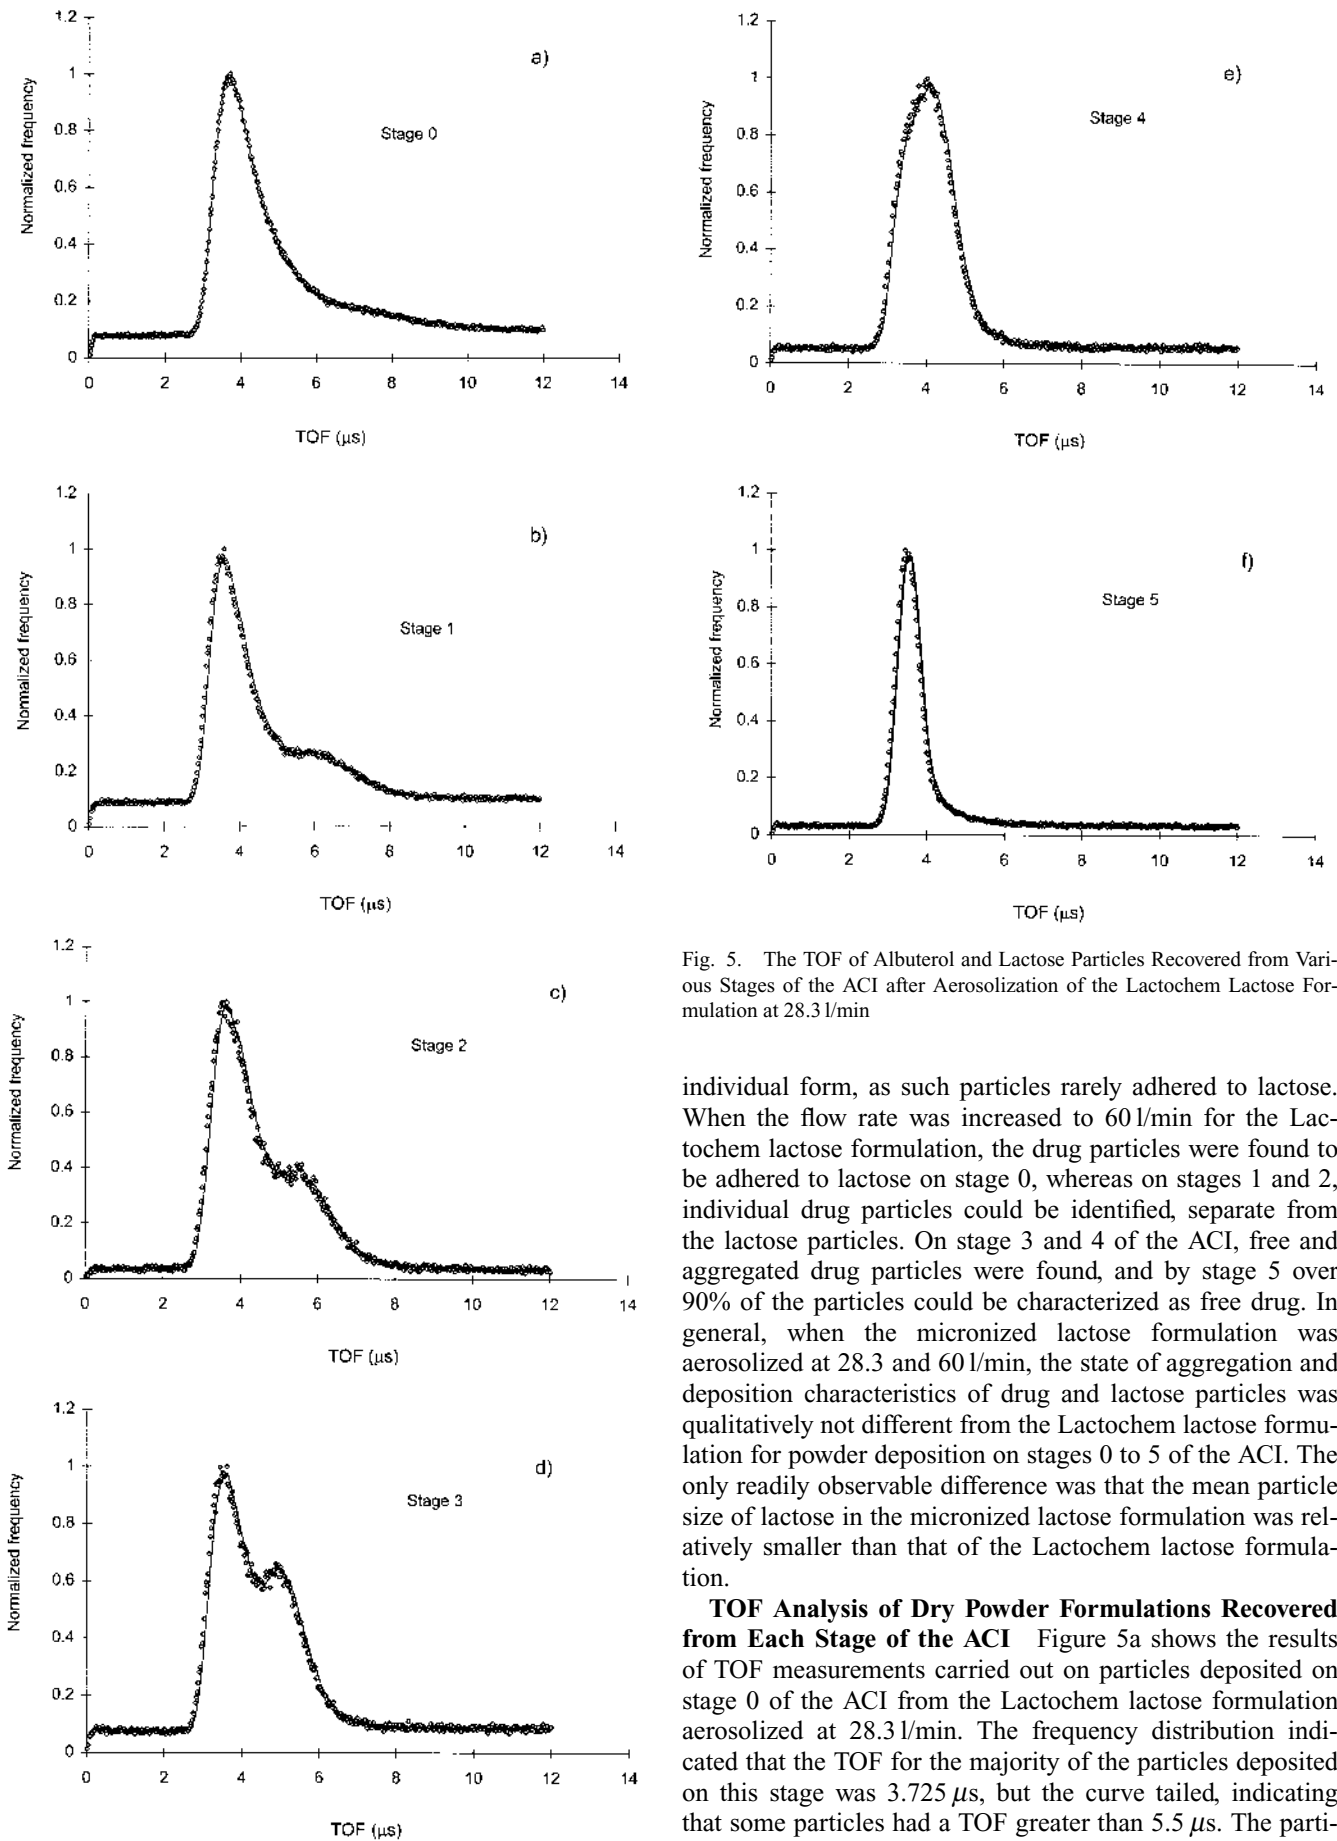 1.2
1
0.8
0.6
0.4
0.2
0
Normalized frequency
a)
Stage 0
0 2 4 6 8 10 12 14
TOF (μs)
1.2
1
0.8
0.6
0.4
0.2
0
Normalized frequency
b)
Stage 1
0 2 4 6 8 10 12 14
TOF (μs)
1.2
1
0.8
0.6
0.4
0.2
0
Normalized frequency
c)
Stage 2
0 2 4 6 8 10 12 14
TOF (μs)
1.2
1
0.8
0.6
0.4
0.2
0
Normalized frequency
d)
Stage 3
0 2 4 6 8 10 12 14
TOF (μs)
1.2
1
0.8
0.6
0.4
0.2
0
Normalized frequency
e)
Stage 4
0 2 4 6 8 10 12 14
TOF (μs)
1.2
1
0.8
0.6
0.4
0.2
0
Normalized frequency
f)
Stage 5
0 2 4 6 8 10 12 14
TOF (μs)
Fig. 5. The TOF of Albuterol and Lactose Particles Recovered from Vari-
ous Stages of the ACI after Aerosolization of the Lactochem Lactose For-
mulation at 28.3 l/min
individual form, as such particles rarely adhered to lactose.
When the flow rate was increased to 60 l/min for the Lac-
tochem lactose formulation, the drug particles were found to
be adhered to lactose on stage 0, whereas on stages 1 and 2,
individual drug particles could be identified, separate from
the lactose particles. On stage 3 and 4 of the ACI, free and
aggregated drug particles were found, and by stage 5 over
90% of the particles could be characterized as free drug. In
general, when the micronized lactose formulation was
aerosolized at 28.3 and 60 l/min, the state of aggregation and
deposition characteristics of drug and lactose particles was
qualitatively not different from the Lactochem lactose formu-
lation for powder deposition on stages 0 to 5 of the ACI. The
only readily observable difference was that the mean particle
size of lactose in the micronized lactose formulation was rel-
atively smaller than that of the Lactochem lactose formula-
tion.
TOF Analysis of Dry Powder Formulations Recovered
from Each Stage of the ACI Figure 5a shows the results
of TOF measurements carried out on particles deposited on
stage 0 of the ACI from the Lactochem lactose formulation
aerosolized at 28.3 l/min. The frequency distribution indi-
cated that the TOF for the majority of the particles deposited
on this stage was 3.725 μs, but the curve tailed, indicating
that some particles had a TOF greater than 5.5 μs. The parti-